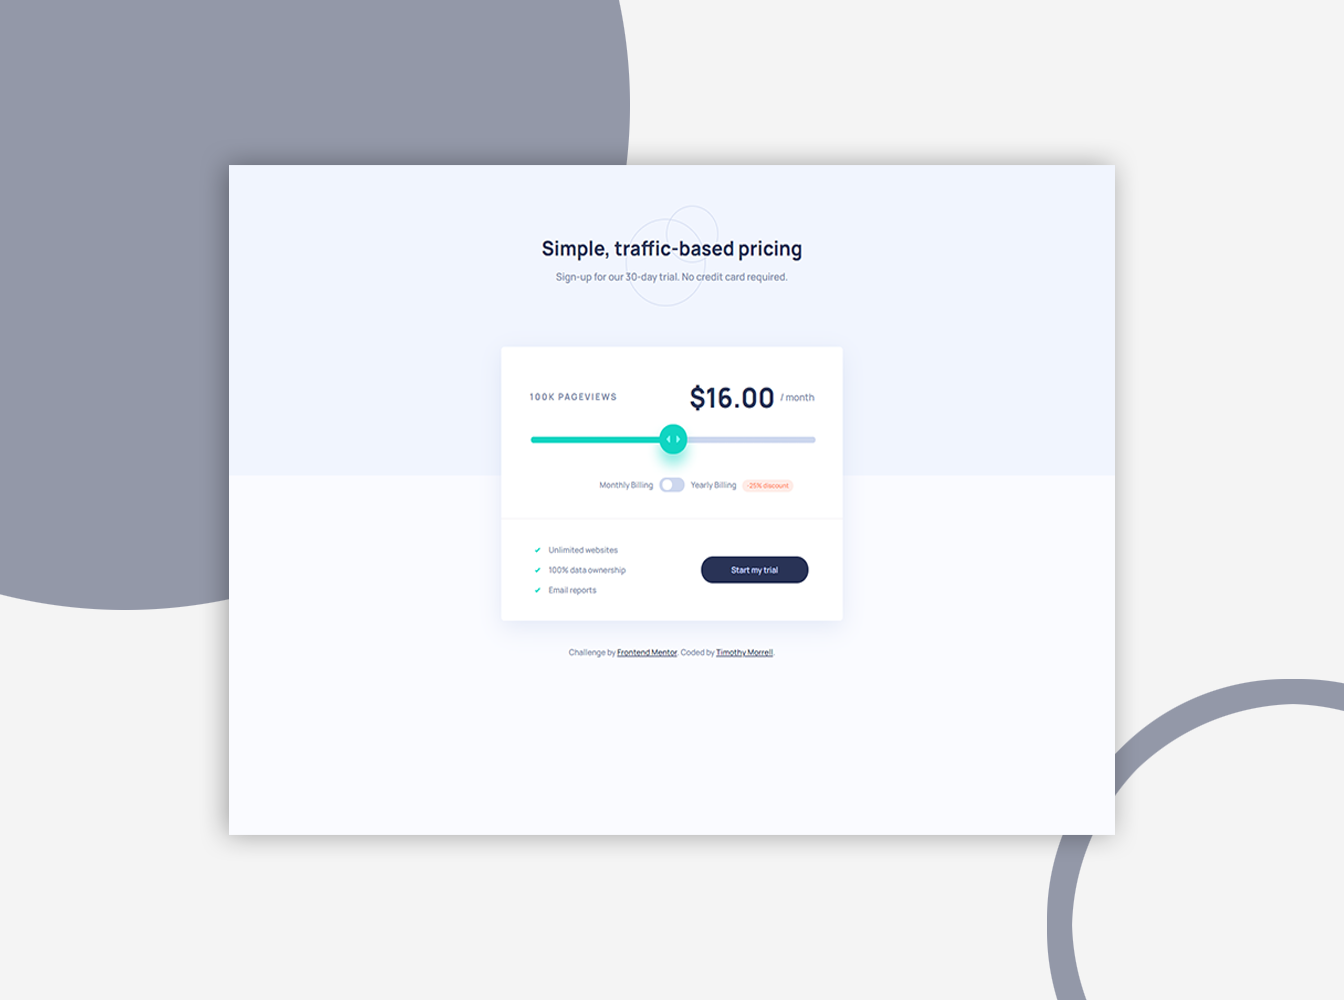 Simple, traffic-based pricing
Sign-up for our 30-day trial. No credit card required.
100K PAGEVIEWS
$16.00 / month
Monthly Billing
Yearly Billing
-25% discount
Unlimited websites
100% data ownership
Email reports
Start my trial
Challenge by Frontend Mentor. Coded by Timothy Morrell.